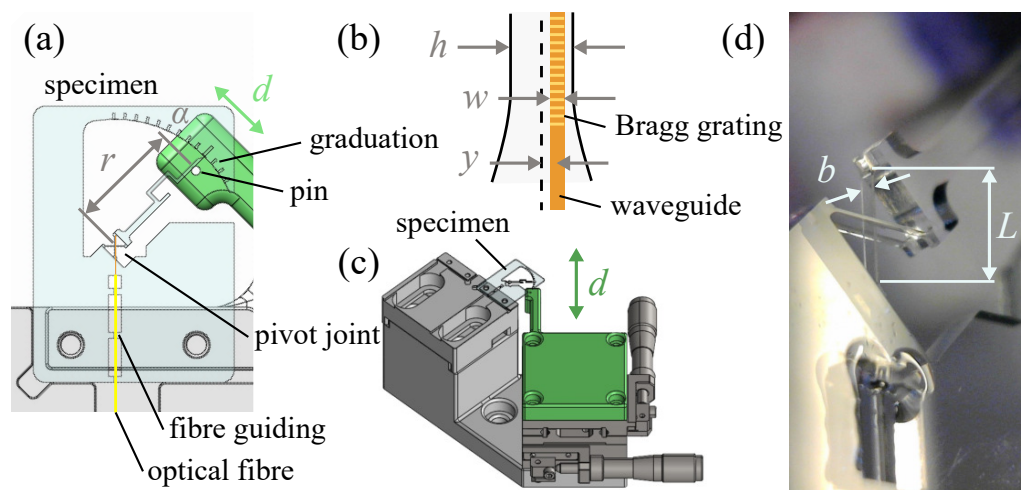 (a)
specimen
d
α
graduation
r
pin
pivot joint
fibre guiding
optical fibre
(b)
h
w
Bragg grating
y
waveguide
specimen
(c)
d
(d)
b
L